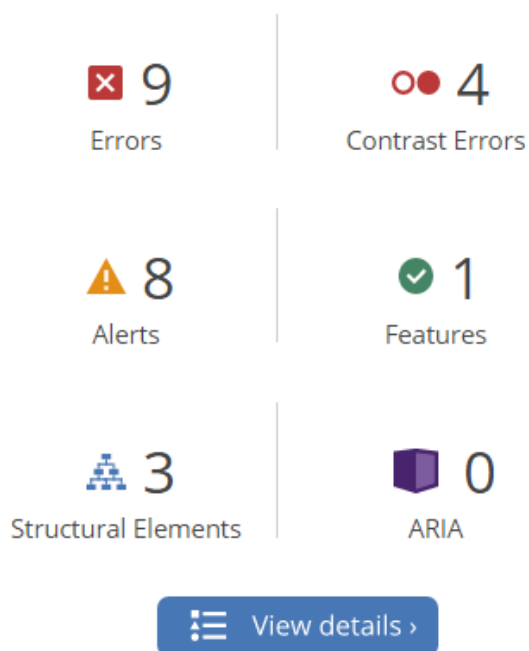 9 4
Errors Contrast Errors
8 1
Alerts Features
3 0
Structural Elements ARIA
View details ›